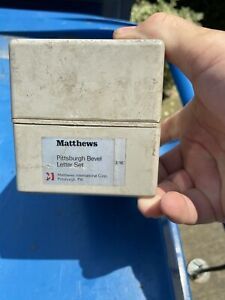 Matthews
Pittsburgh Bevel
Letter Set
3/16"
Matthews International Corp.
Pittsburgh, PA